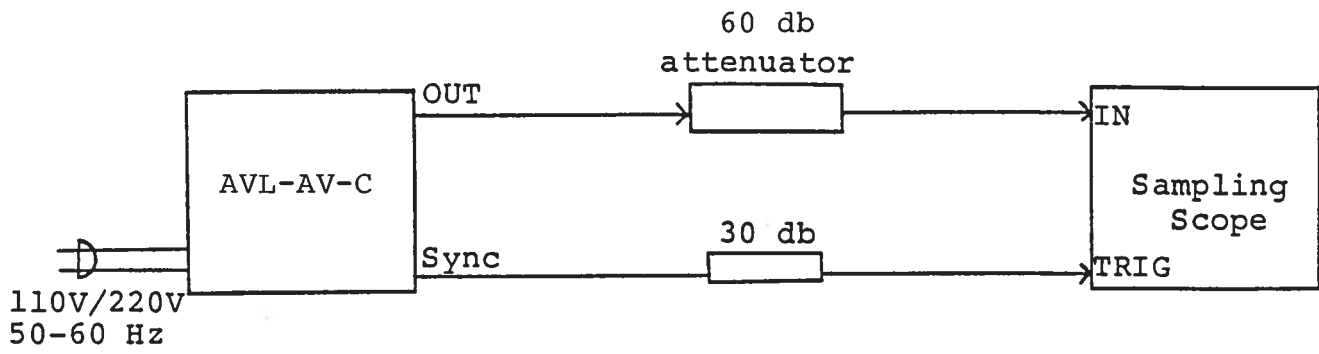 60 db
attenuator
OUT
IN
AVL-AV-C
Sampling
Scope
30 db
Sync
TRIG
110V/220V
50-60 Hz